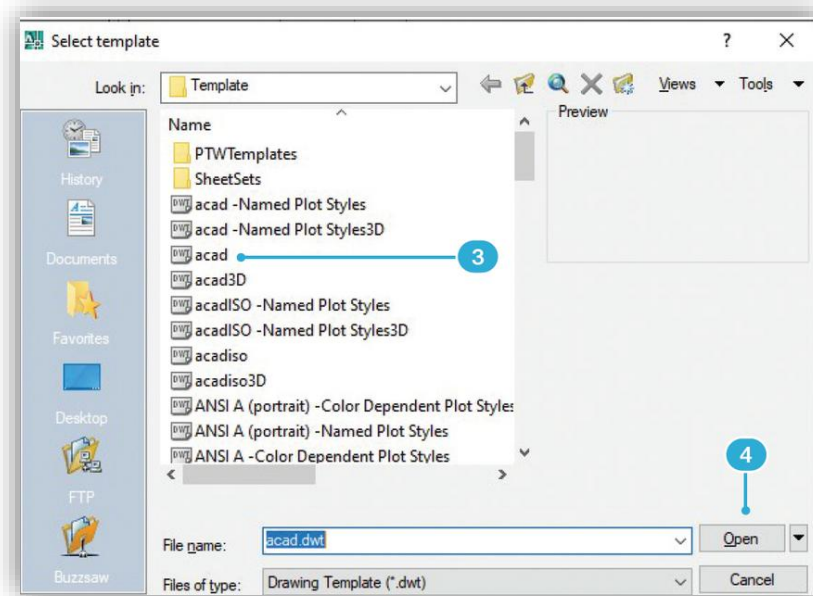 Select template
? ×
Look in: Template Views Tools
Name
Preview
PTWTemplates
SheetSets
acad -Named Plot Styles
acad -Named Plot Styles3D
acad
3
acad3D
acadISO -Named Plot Styles
acadISO -Named Plot Styles3D
acadiso
acadiso3D
ANSI A (portrait) -Color Dependent Plot Styles
ANSI A (portrait) -Named Plot Styles
ANSI A -Color Dependent Plot Styles
History
Documents
Favorites
Desktop
FTP
Buzzsaw
4
File name: acad.dwt Open
Files of type: Drawing Template (*.dwt) Cancel